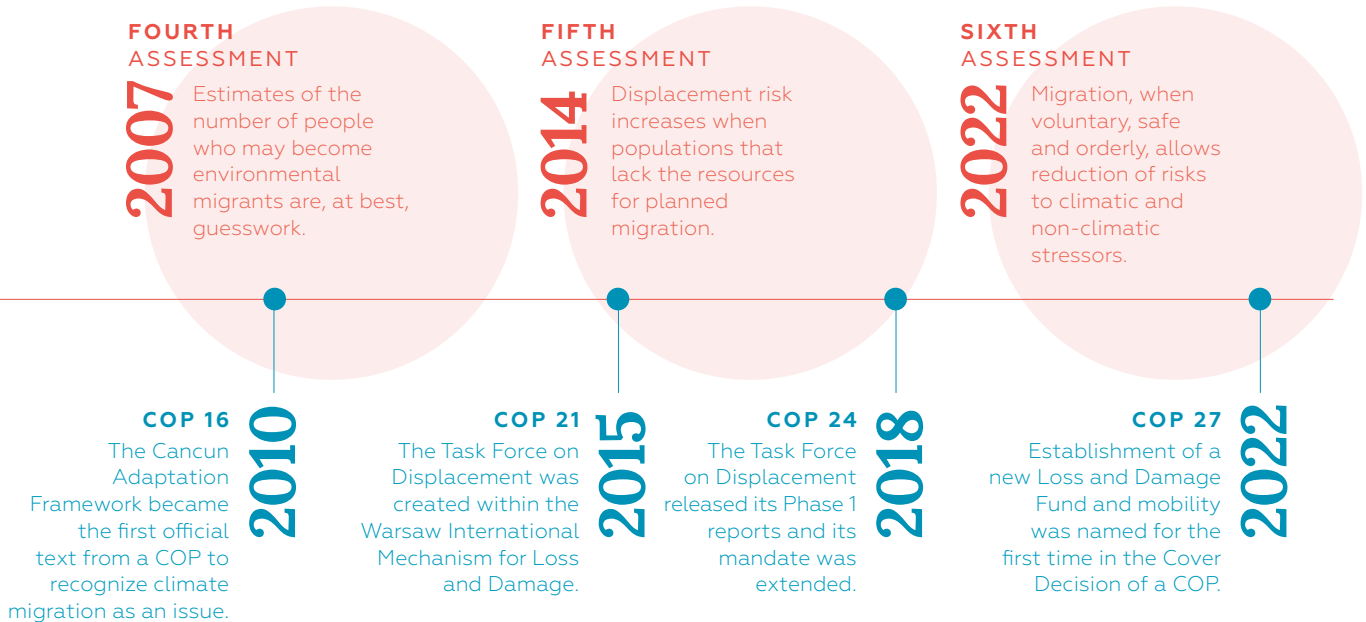 FOURTH
ASSESSMENT
2007
Estimates of the
number of people
who may become
environmental
migrants are, at best,
guesswork.
FIFTH
ASSESSMENT
2014
Displacement risk
increases when
populations that
lack the resources
for planned
migration.
SIXTH
ASSESSMENT
2022
Migration, when
voluntary, safe
and orderly, allows
reduction of risks
to climatic and
non-climatic
stressors.
COP 16
2010
The Cancun
Adaptation
Framework became
the first official
text from a COP to
recognize climate
migration as an issue.
COP 21
2015
The Task Force on
Displacement was
created within the
Warsaw International
Mechanism for Loss
and Damage.
COP 24
2018
The Task Force
on Displacement
released its Phase 1
reports and its
mandate was
extended.
COP 27
2022
Establishment of a
new Loss and Damage
Fund and mobility
was named for the
first time in the Cover
Decision of a COP.